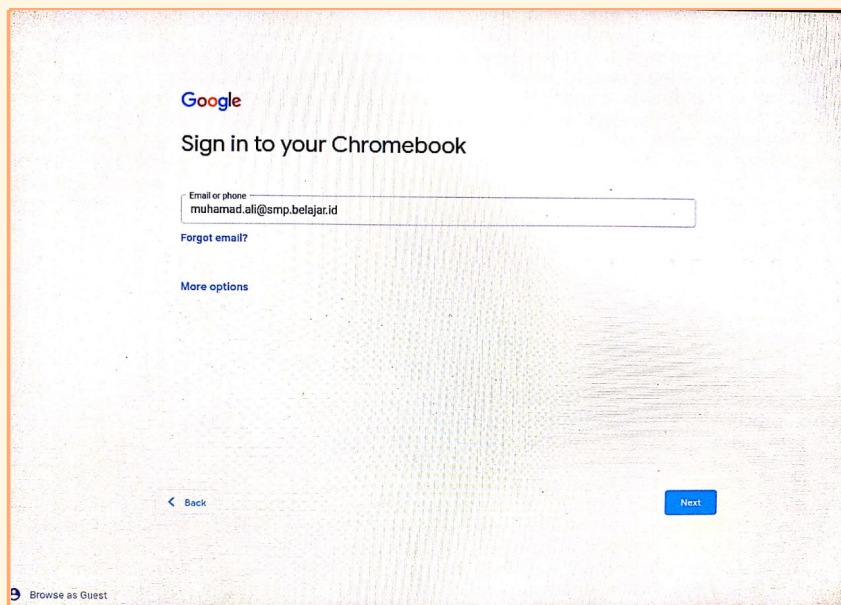 Google
Sign in to your Chromebook
Email or phone
muhamad.ali@smp.belajar.id
Forgot email?
More options
Back
Next
Browse as Guest